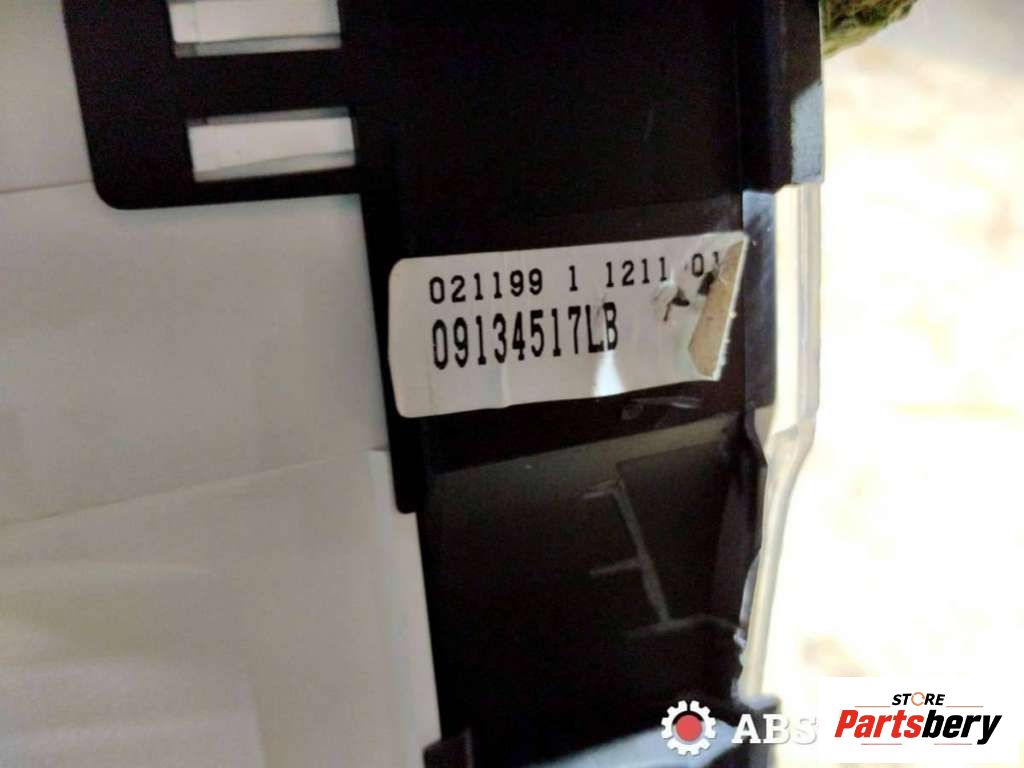 021199 1 1211 01
09134517LB
ABS
STORE
Partsbery